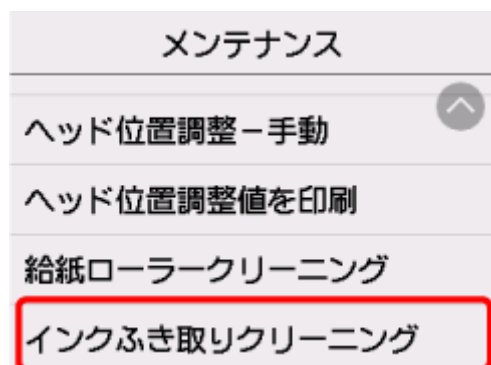 メンテナンス
ヘッド位置調整－手動
ヘッド位置調整値を印刷
給紙ローラークリーニング
インクふき取りクリーニング